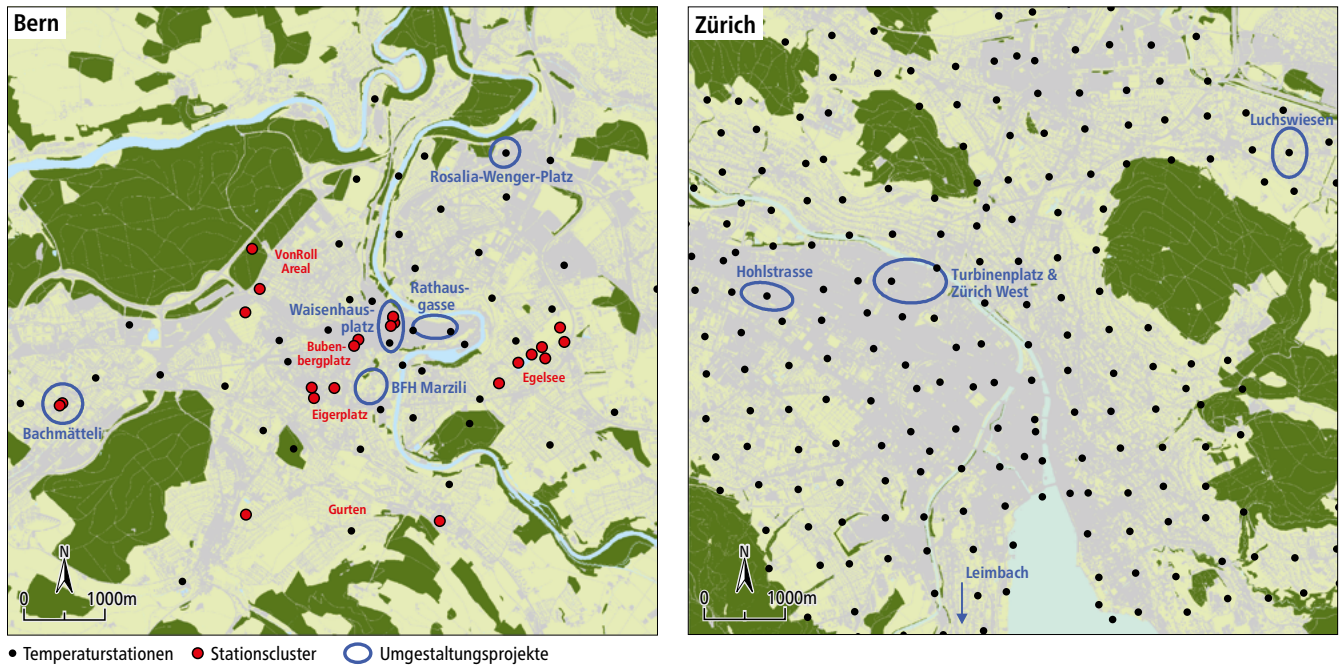 Bern
Rosalia-Wenger-Platz
VonRoll
Areal
Rathaus-
gasse
Waisenhaus-
platz
Buben-
bergplatz
Egelsee
BFH Marzili
Eigerplatz
Bachmätteli
Gurten
N
0 1000m
Zürich
Luchswiesen
Hohlstrasse
Turbinenplatz &
Zürich West
Leimbach
N
0 1000m
Temperaturstationen Stationscluster Umgestaltungsprojekte